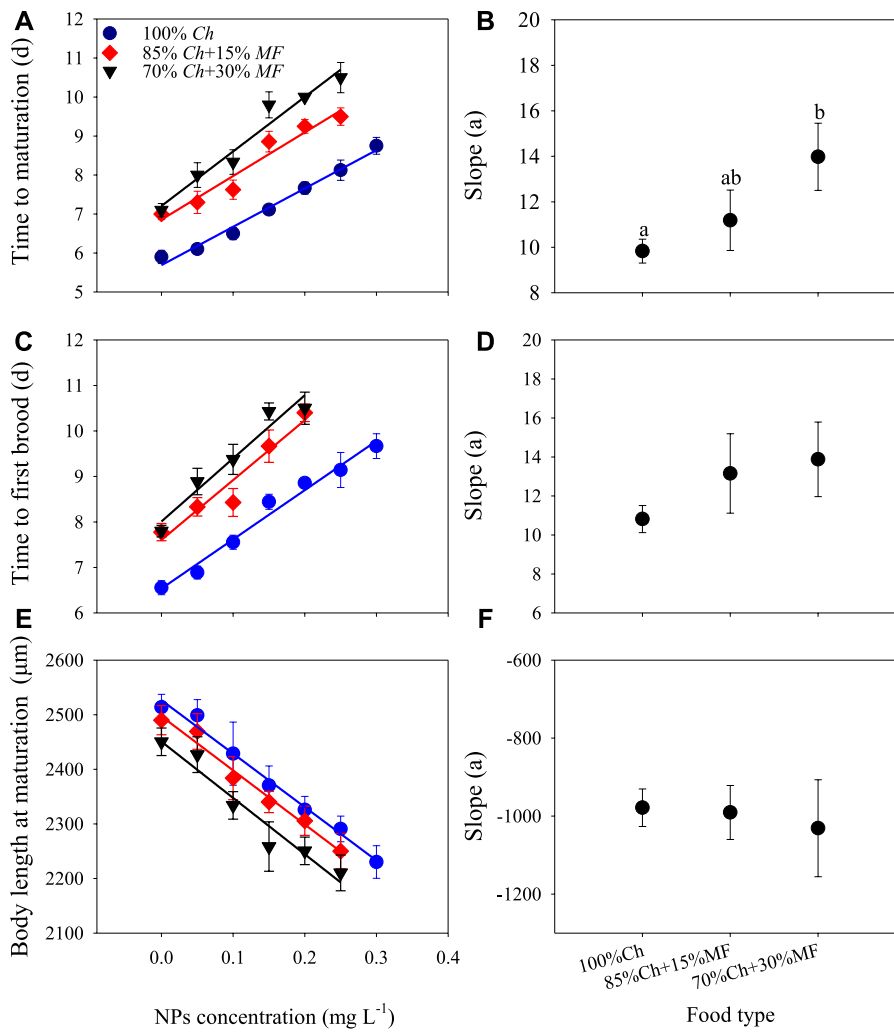 A
Time to maturation (d)
12
11
10
9
8
7
6
5
100% Ch
85% Ch+15% MF
70% Ch+30% MF
B
Slope (a)
20
18
16
14
12
10
8
a
ab
b
C
Time to first brood (d)
12
11
10
9
8
7
6
D
Slope (a)
20
18
16
14
12
10
8
6
E
Body length at maturation (μm)
2600
2500
2400
2300
2200
2100
0.0 0.1 0.2 0.3 0.4
NPs concentration (mg L⁻¹)
F
Slope (a)
-600
-800
-1000
-1200
100%Ch
85%Ch+15%MF
70%Ch+30%MF
Food type